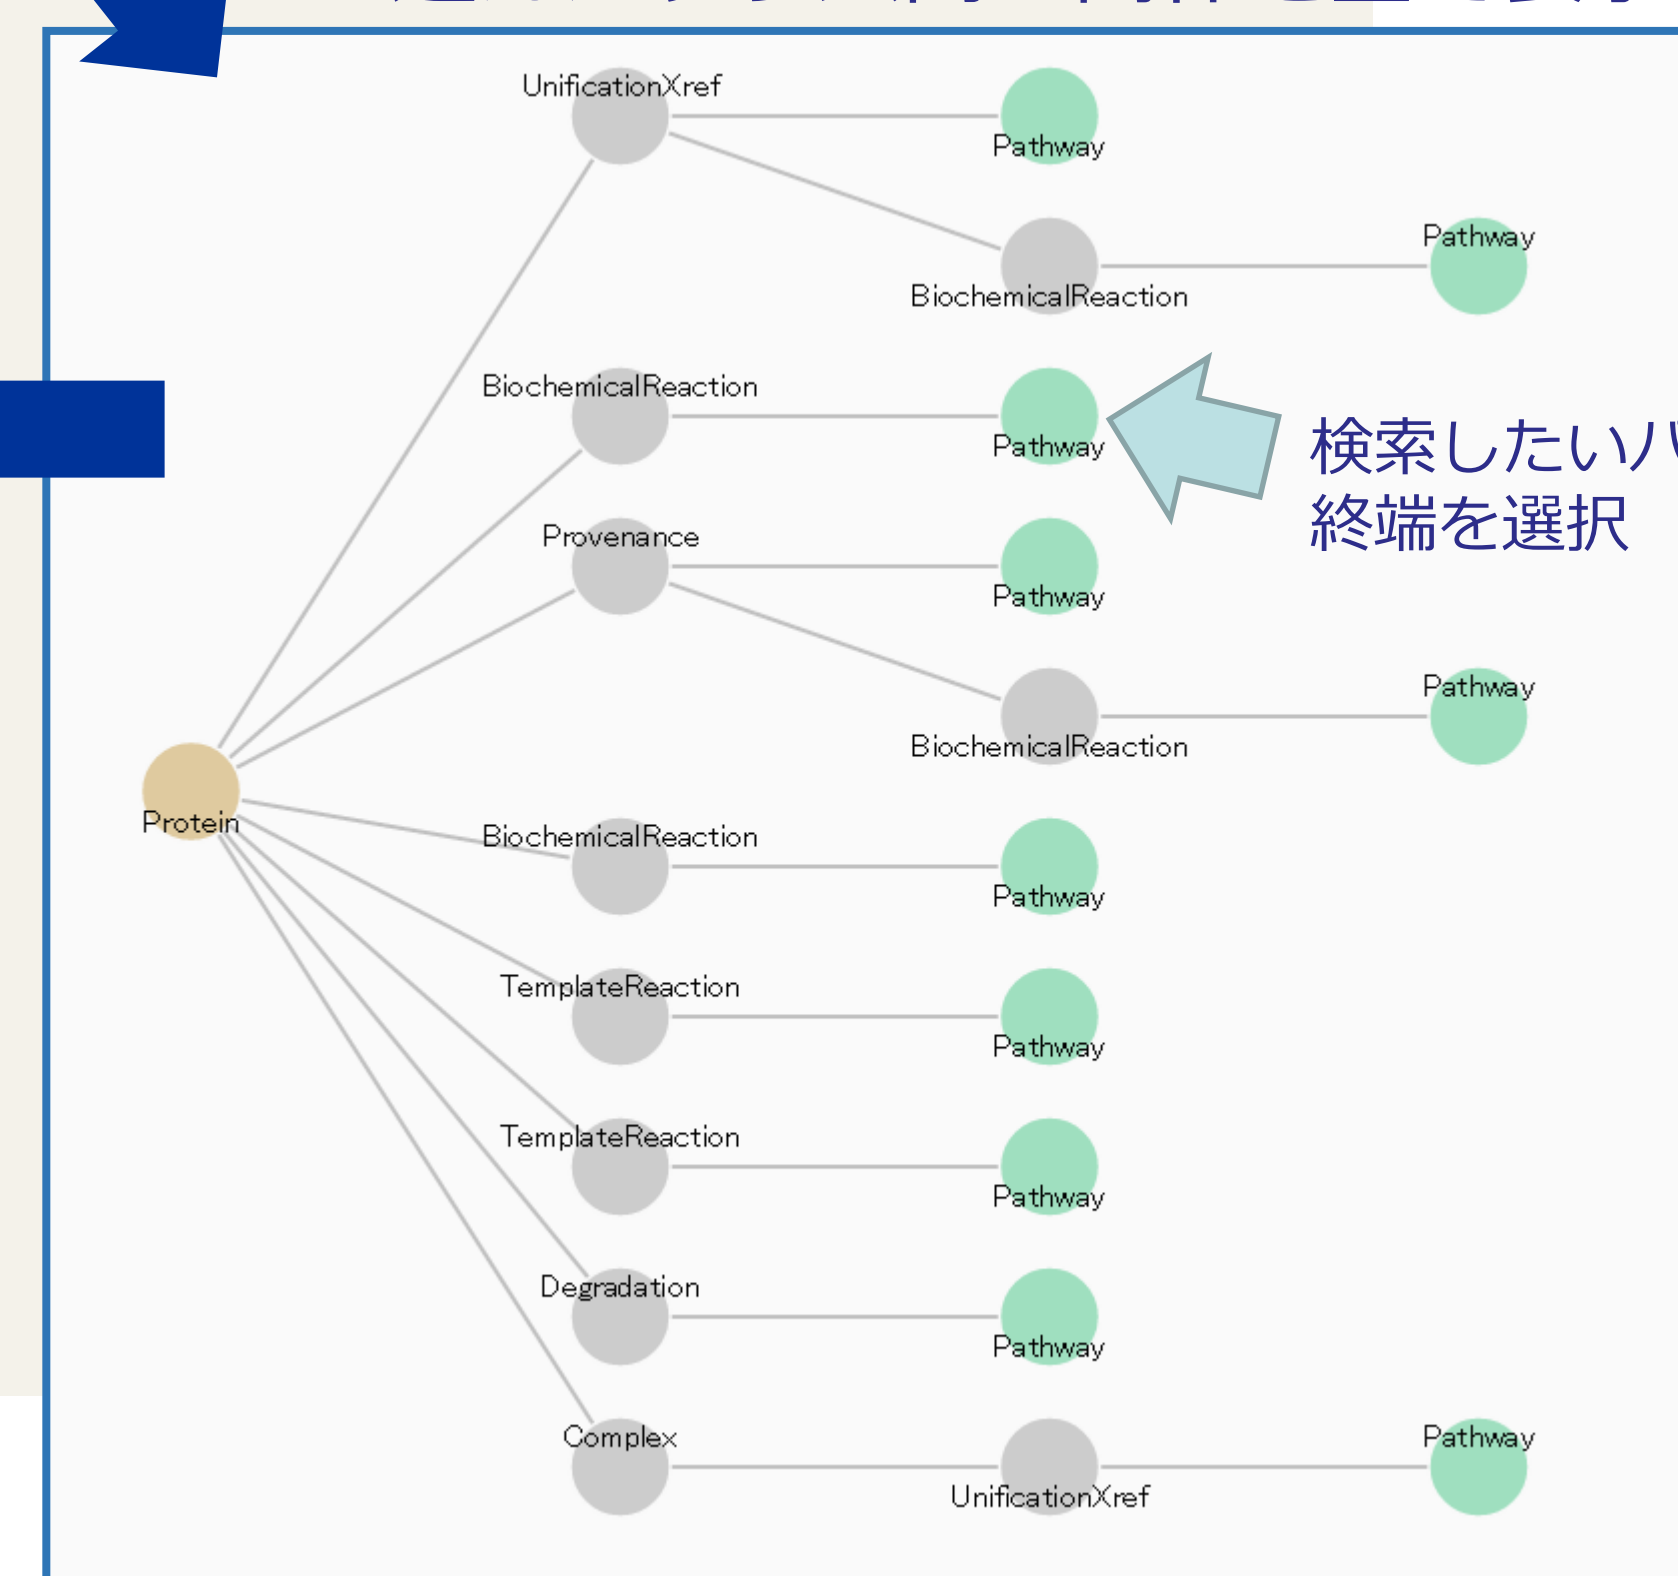 UnificationXref
Pathway
Pathway
BiochemicalReaction
BiochemicalReaction
Pathway
検索したいパ
終端を選択
Provenance
Pathway
Pathway
BiochemicalReaction
Protein
BiochemicalReaction
Pathway
TemplateReaction
Pathway
TemplateReaction
Pathway
Degradation
Pathway
Complex
Pathway
UnificationXref